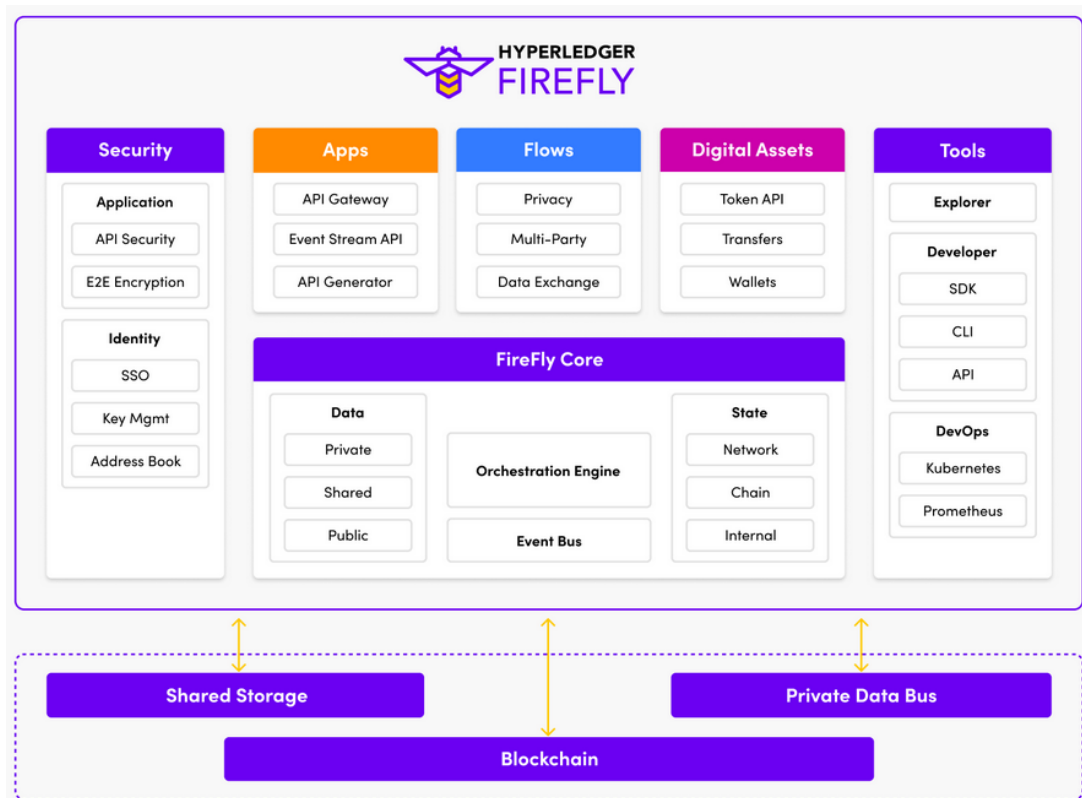 HYPERLEDGER
FIREFLY
Security
Application
API Security
E2E Encryption
Identity
SSO
Key Mgmt
Address Book
Apps
API Gateway
Event Stream API
API Generator
Flows
Privacy
Multi-Party
Data Exchange
Digital Assets
Token API
Transfers
Wallets
FireFly Core
Data
Private
Shared
Public
Orchestration Engine
Event Bus
State
Network
Chain
Internal
Tools
Explorer
Developer
SDK
CLI
API
DevOps
Kubernetes
Prometheus
Shared Storage
Private Data Bus
Blockchain